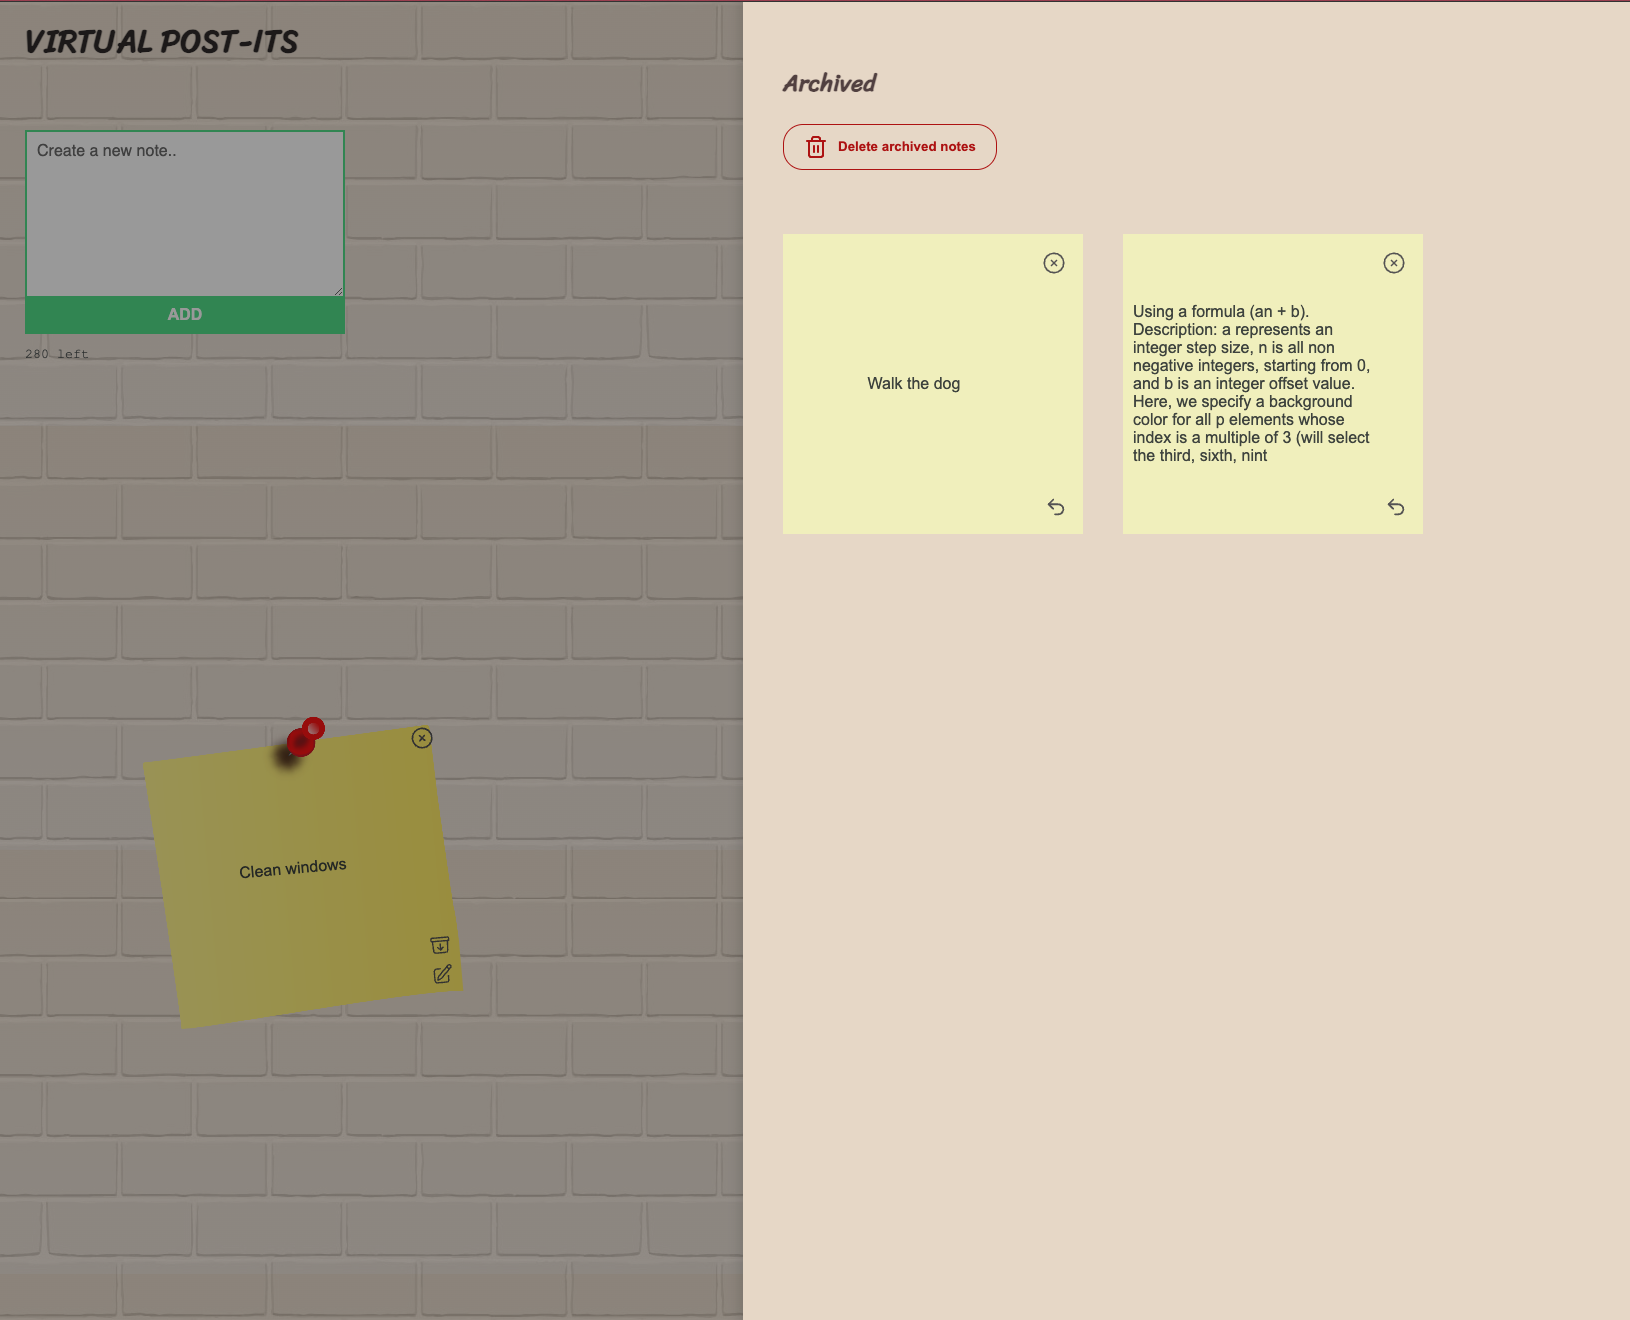 VIRTUAL POST-ITS
Create a new note..
ADD
280 left
Clean windows
Archived
Delete archived notes
Walk the dog
Using a formula (an + b).
Description: a represents an
integer step size, n is all non
negative integers, starting from 0,
and b is an integer offset value.
Here, we specify a background
color for all p elements whose
index is a multiple of 3 (will select
the third, sixth, nint